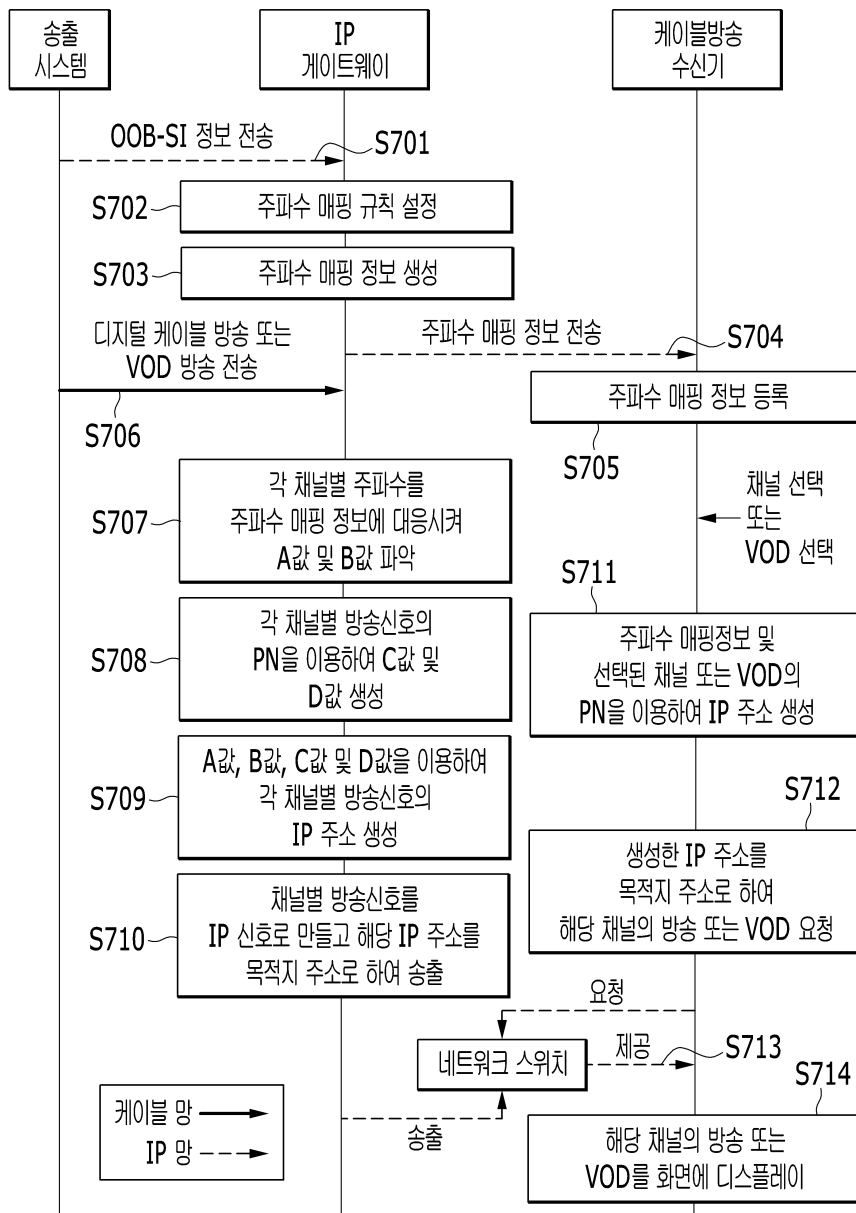 송출
시스템
IP
게이트웨이
케이블방송
수신기
OOB-SI 정보 전송
S701
S702
주파수 매핑 규칙 설정
S703
주파수 매핑 정보 생성
디지털 케이블 방송 또는
VOD 방송 전송
주파수 매핑 정보 전송
S704
S706
주파수 매핑 정보 등록
S705
S707
각 채널별 주파수를
주파수 매핑 정보에 대응시켜
A값 및 B값 파악
채널 선택
또는
VOD 선택
S708
각 채널별 방송신호의
PN을 이용하여 C값 및
D값 생성
S711
주파수 매핑정보 및
선택된 채널 또는 VOD의
PN을 이용하여 IP 주소 생성
S709
A값, B값, C값 및 D값을 이용하여
각 채널별 방송신호의
IP 주소 생성
S712
생성한 IP 주소를
목적지 주소로 하여
해당 채널의 방송 또는 VOD 요청
S710
채널별 방송신호를
IP 신호로 만들고 해당 IP 주소를
목적지 주소로 하여 송출
요청
네트워크 스위치
제공
S713
송출
S714
해당 채널의 방송 또는
VOD를 화면에 디스플레이
케이블 망
IP 망